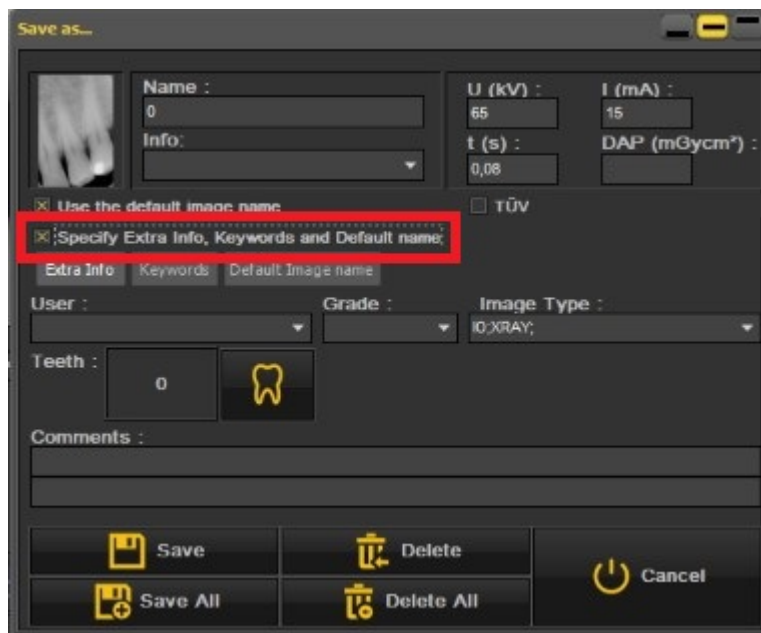 Save as...
Name :
0
Info:
U (kV) :
65
I (mA) :
15
t (s) :
0,08
DAP (mGycm²) :
Use the default image name
TÜV
Specify Extra Info, Keywords and Default name
Extra Info Keywords Default Image name
User :
Grade :
Image Type :
IO;XRAY;
Teeth :
0
Comments :
Save
Delete
Cancel
Save All
Delete All